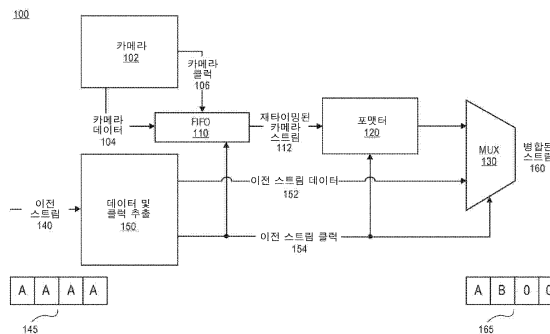 100
카메라
102
카메라
클럭
106
카메라
데이터
104
FIFO
110
재타이밍된
카메라
스트림
112
포맷터
120
MUX
130
병합된
스트림
160
이전
스트림
140
데이터 및
클럭 추출
150
이전 스트림 데이터
152
이전 스트림 클럭
154
A A A A
145
A B 0 0
165